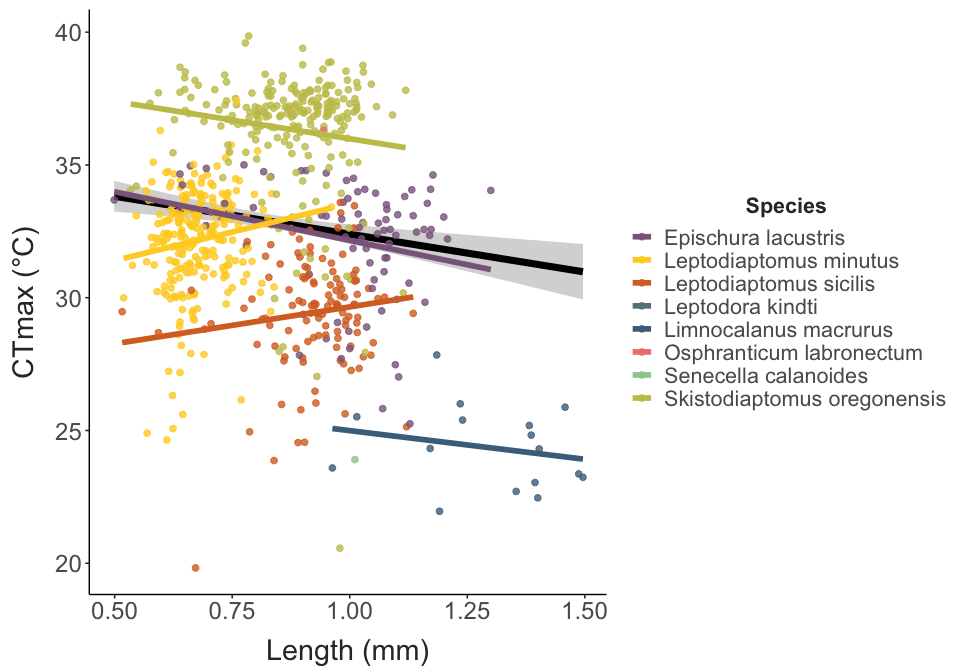 40
35
30
25
20
CTmax (°C)
0.50 0.75 1.00 1.25 1.50
Length (mm)
Species
Epischura lacustris
Leptodiaptomus minutus
Leptodiaptomus sicilis
Leptodora kindti
Limnocalanus macrurus
Osphranticum labronectum
Senecella calanoides
Skistodiaptomus oregonensis